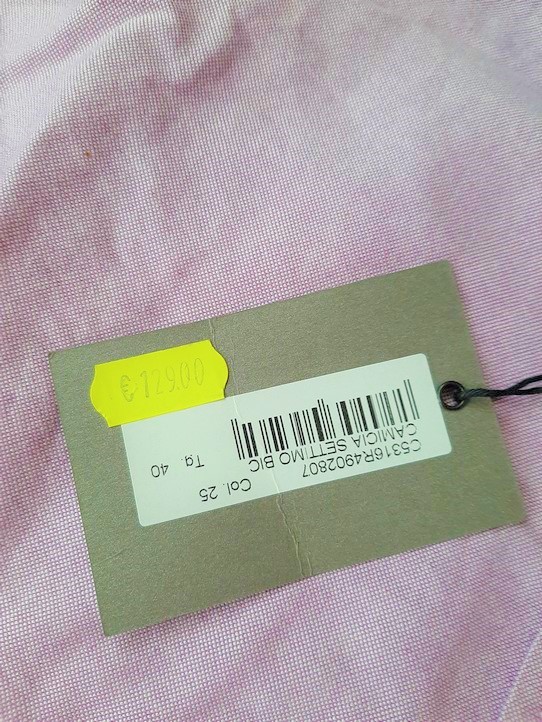 € 129.00
C5316R4902807
CAMICIA SETTIMO BIC
Col. 25
Tg. 40